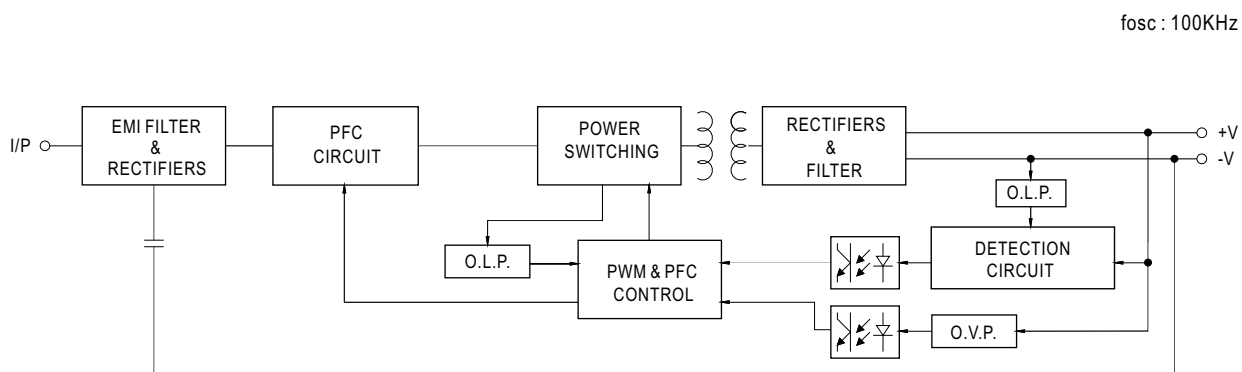 fosc : 100KHz
I/P
EMI FILTER
&
RECTIFIERS
PFC
CIRCUIT
POWER
SWITCHING
RECTIFIERS
&
FILTER
+V
-V
O.L.P.
O.L.P.
PWM & PFC
CONTROL
DETECTION
CIRCUIT
O.V.P.